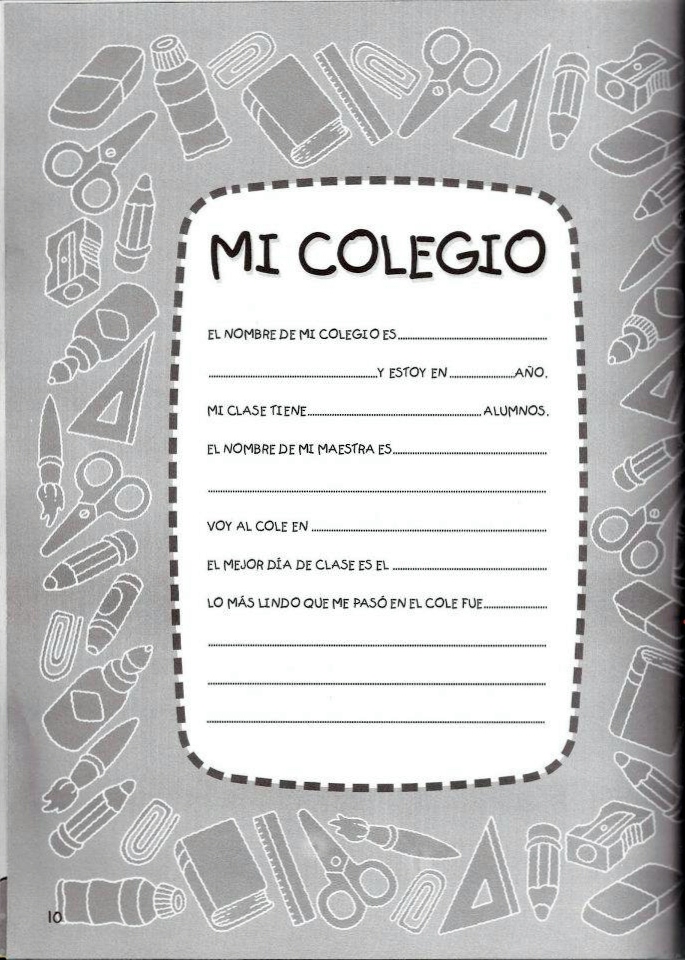 MI COLEGIO
EL NOMBRE DE MI COLEGIO ES
Y ESTOY EN AÑO.
MI CLASE TIENE ALUMNOS.
EL NOMBRE DE MI MAESTRA ES
VOY AL COLE EN
EL MEJOR DÍA DE CLASE ES EL
LO MÁS LINDO QUE ME PASÓ EN EL COLE FUE
10